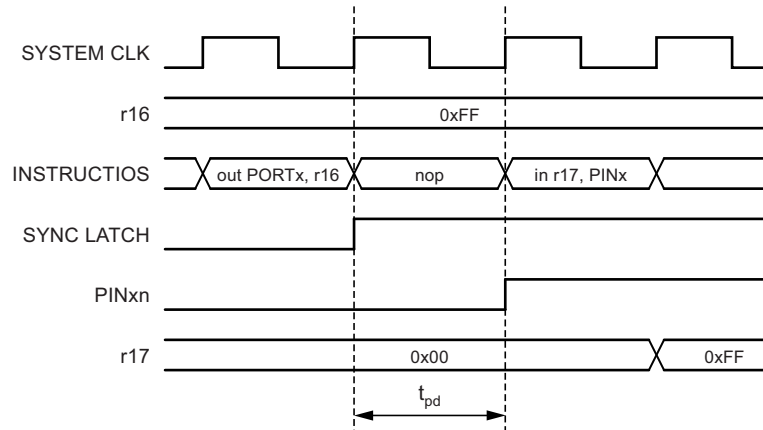 SYSTEM CLK
r16
0xFF
INSTRUCTIOS
out PORTx, r16
nop
in r17, PINx
SYNC LATCH
PINxn
r17
0x00
0xFF
tpd